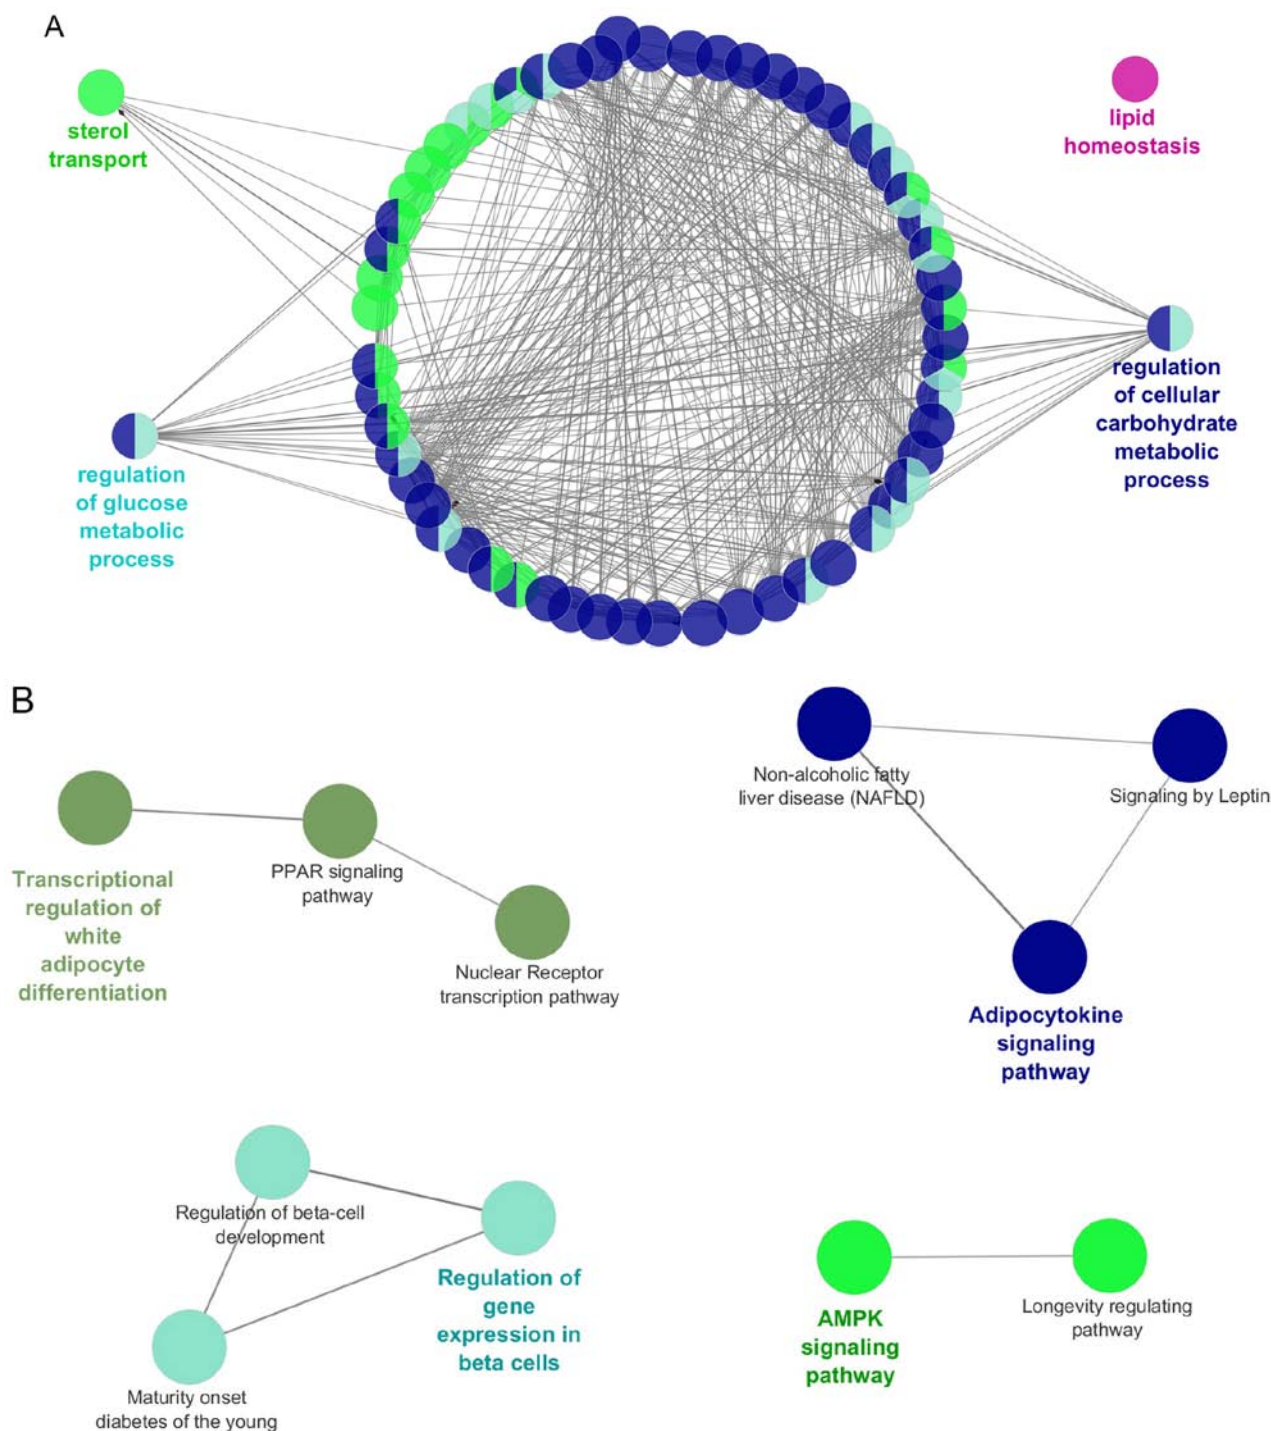 A
sterol
transport
lipid
homeostasis
regulation
of cellular
carbohydrate
metabolic
process
regulation
of glucose
metabolic
process
B
Non-alcoholic fatty
liver disease (NAFLD)
Signaling by Leptin
Transcriptional
regulation of
white
adipocyte
differentiation
PPAR signaling
pathway
Nuclear Receptor
transcription pathway
Adipocytokine
signaling
pathway
Regulation of beta-cell
development
Regulation of
gene
expression in
beta cells
Maturity onset
diabetes of the young
AMPK
signaling
pathway
Longevity regulating
pathway